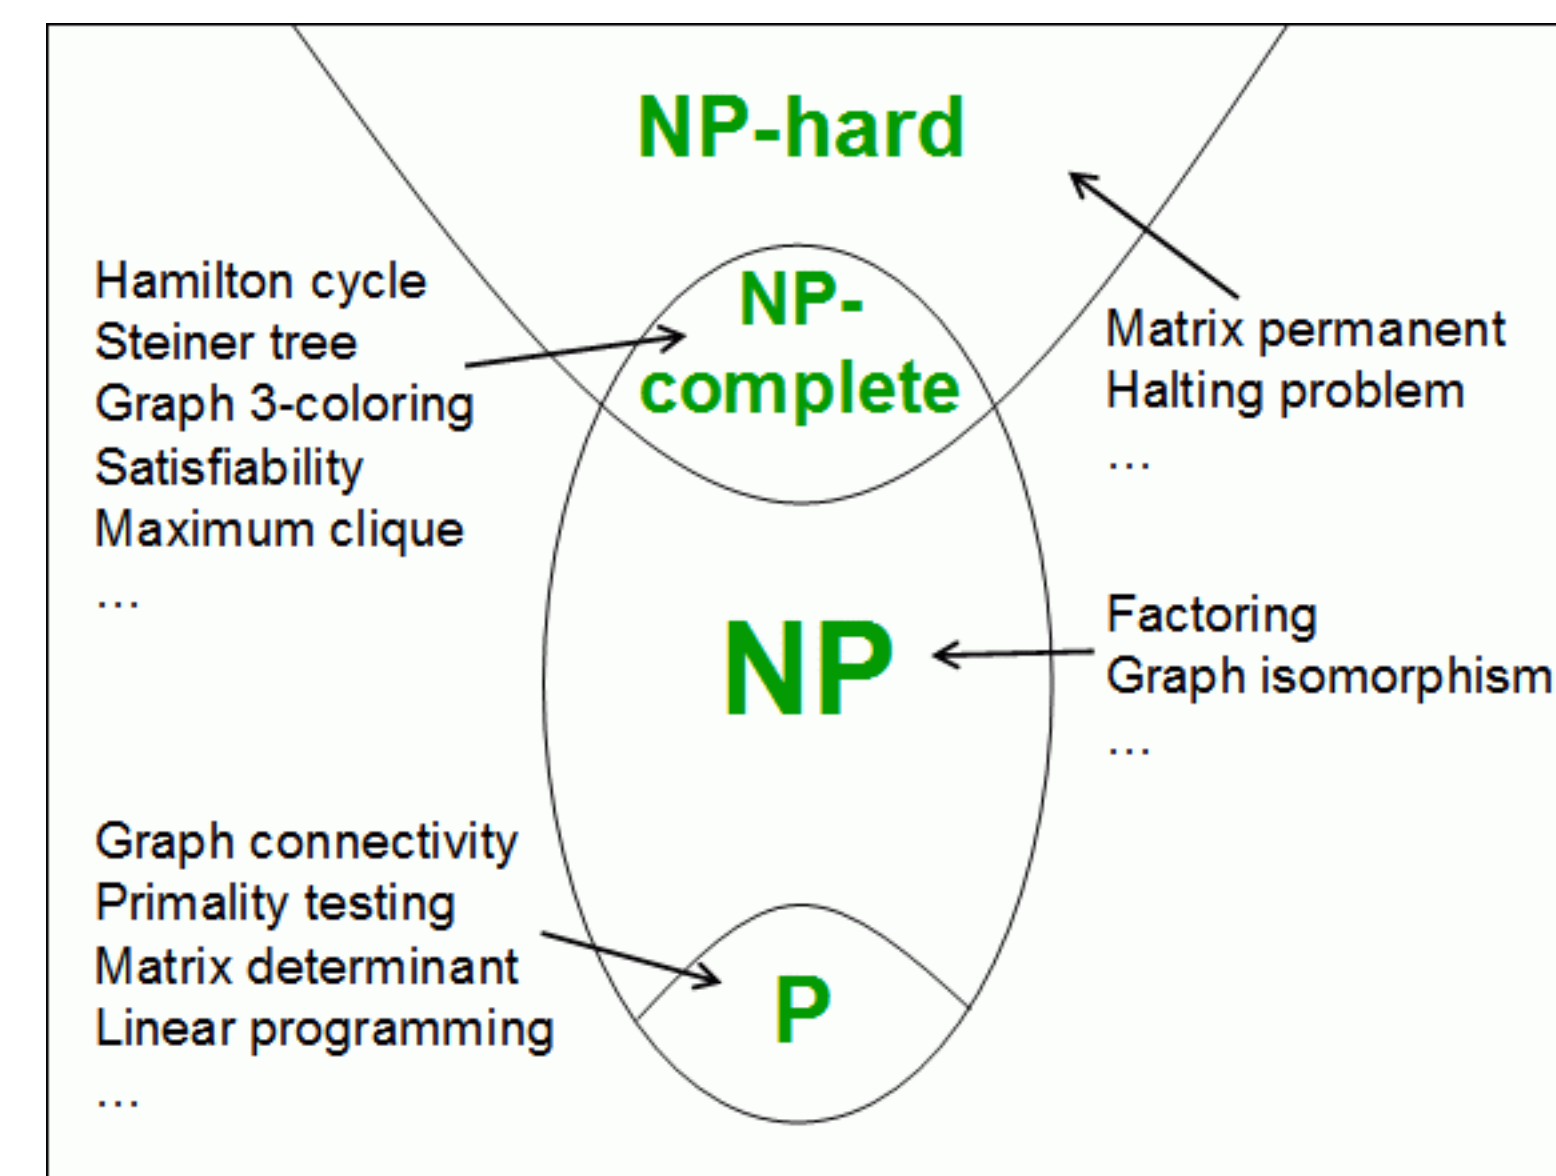 NP-hard
Hamilton cycle
Steiner tree
Graph 3-coloring
Satisfiability
Maximum clique
…
NP-
complete
Matrix permanent
Halting problem
…
NP
Factoring
Graph isomorphism
…
Graph connectivity
Primality testing
Matrix determinant
Linear programming
…
P